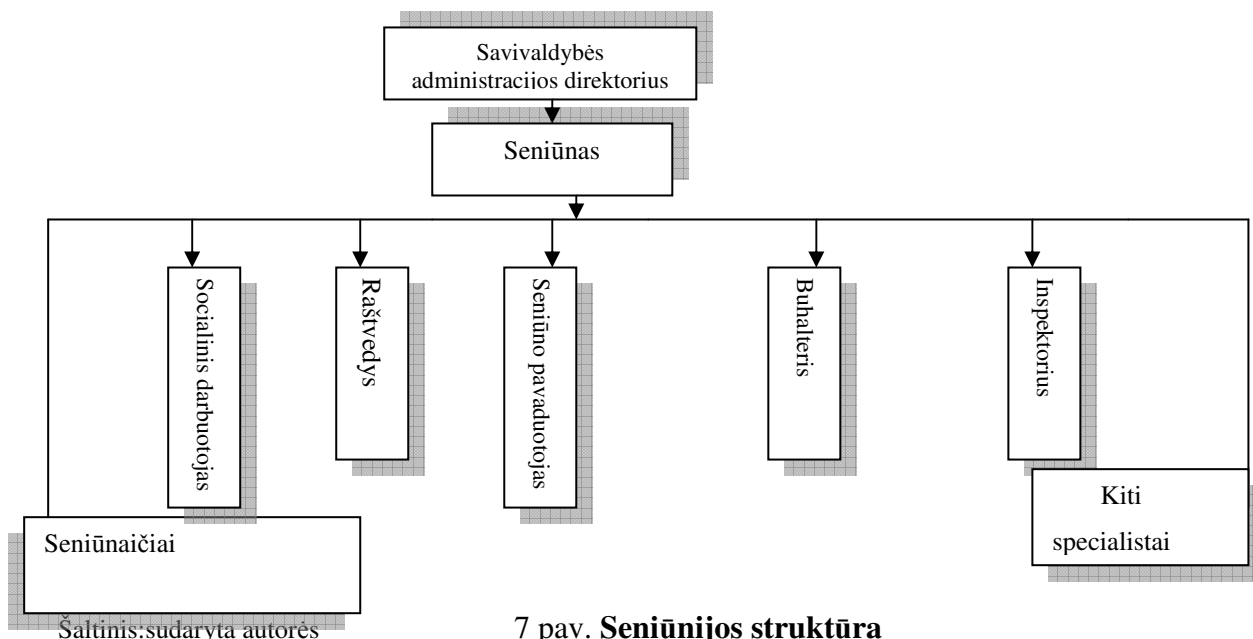 Savivaldybės
administracijos direktorius
Seniūnas
Socialinis darbuotojas
Raštvedys
Seniūno pavaduotojas
Buhalteris
Inspektorius
Kiti
specialistai
Seniūnaičiai
Šaltinis:sudaryta autorės
7 pav. Seniūnijos struktūra